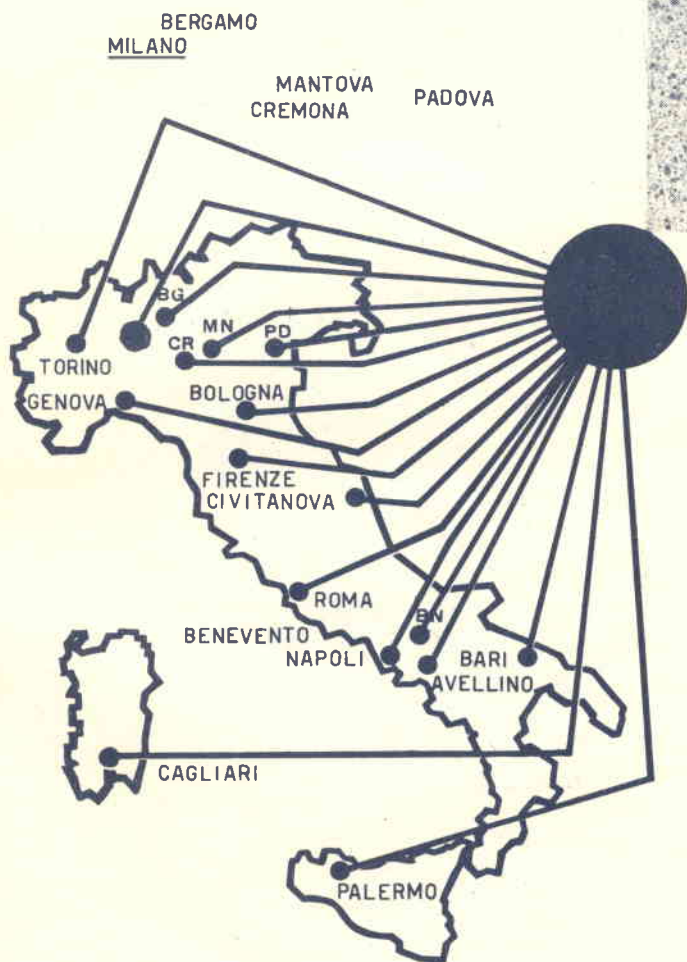 BERGAMO
MILANO
MANTOVA PADOVA
CREMONA
BG
MN PD
CR
TORINO
BOLOGNA
GENOVA
FIRENZE
CIVITANOVA
ROMA
BN
BENEVENTO
NAPOLI BARI
AVELLINO
CAGLIARI
PALERMO